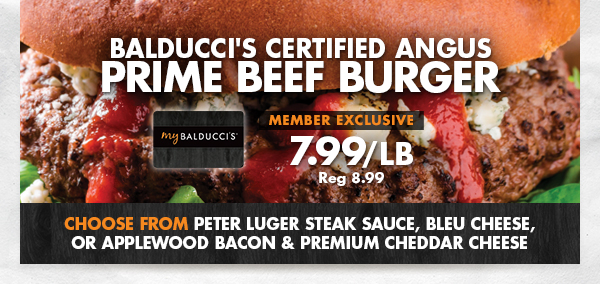 BALDUCCI'S CERTIFIED ANGUS
PRIME BEEF BURGER
MEMBER EXCLUSIVE
my BALDUCCI'S
7.99/LB
Reg 8.99
CHOOSE FROM PETER LUGER STEAK SAUCE, BLEU CHEESE,
OR APPLEWOOD BACON & PREMIUM CHEDDAR CHEESE